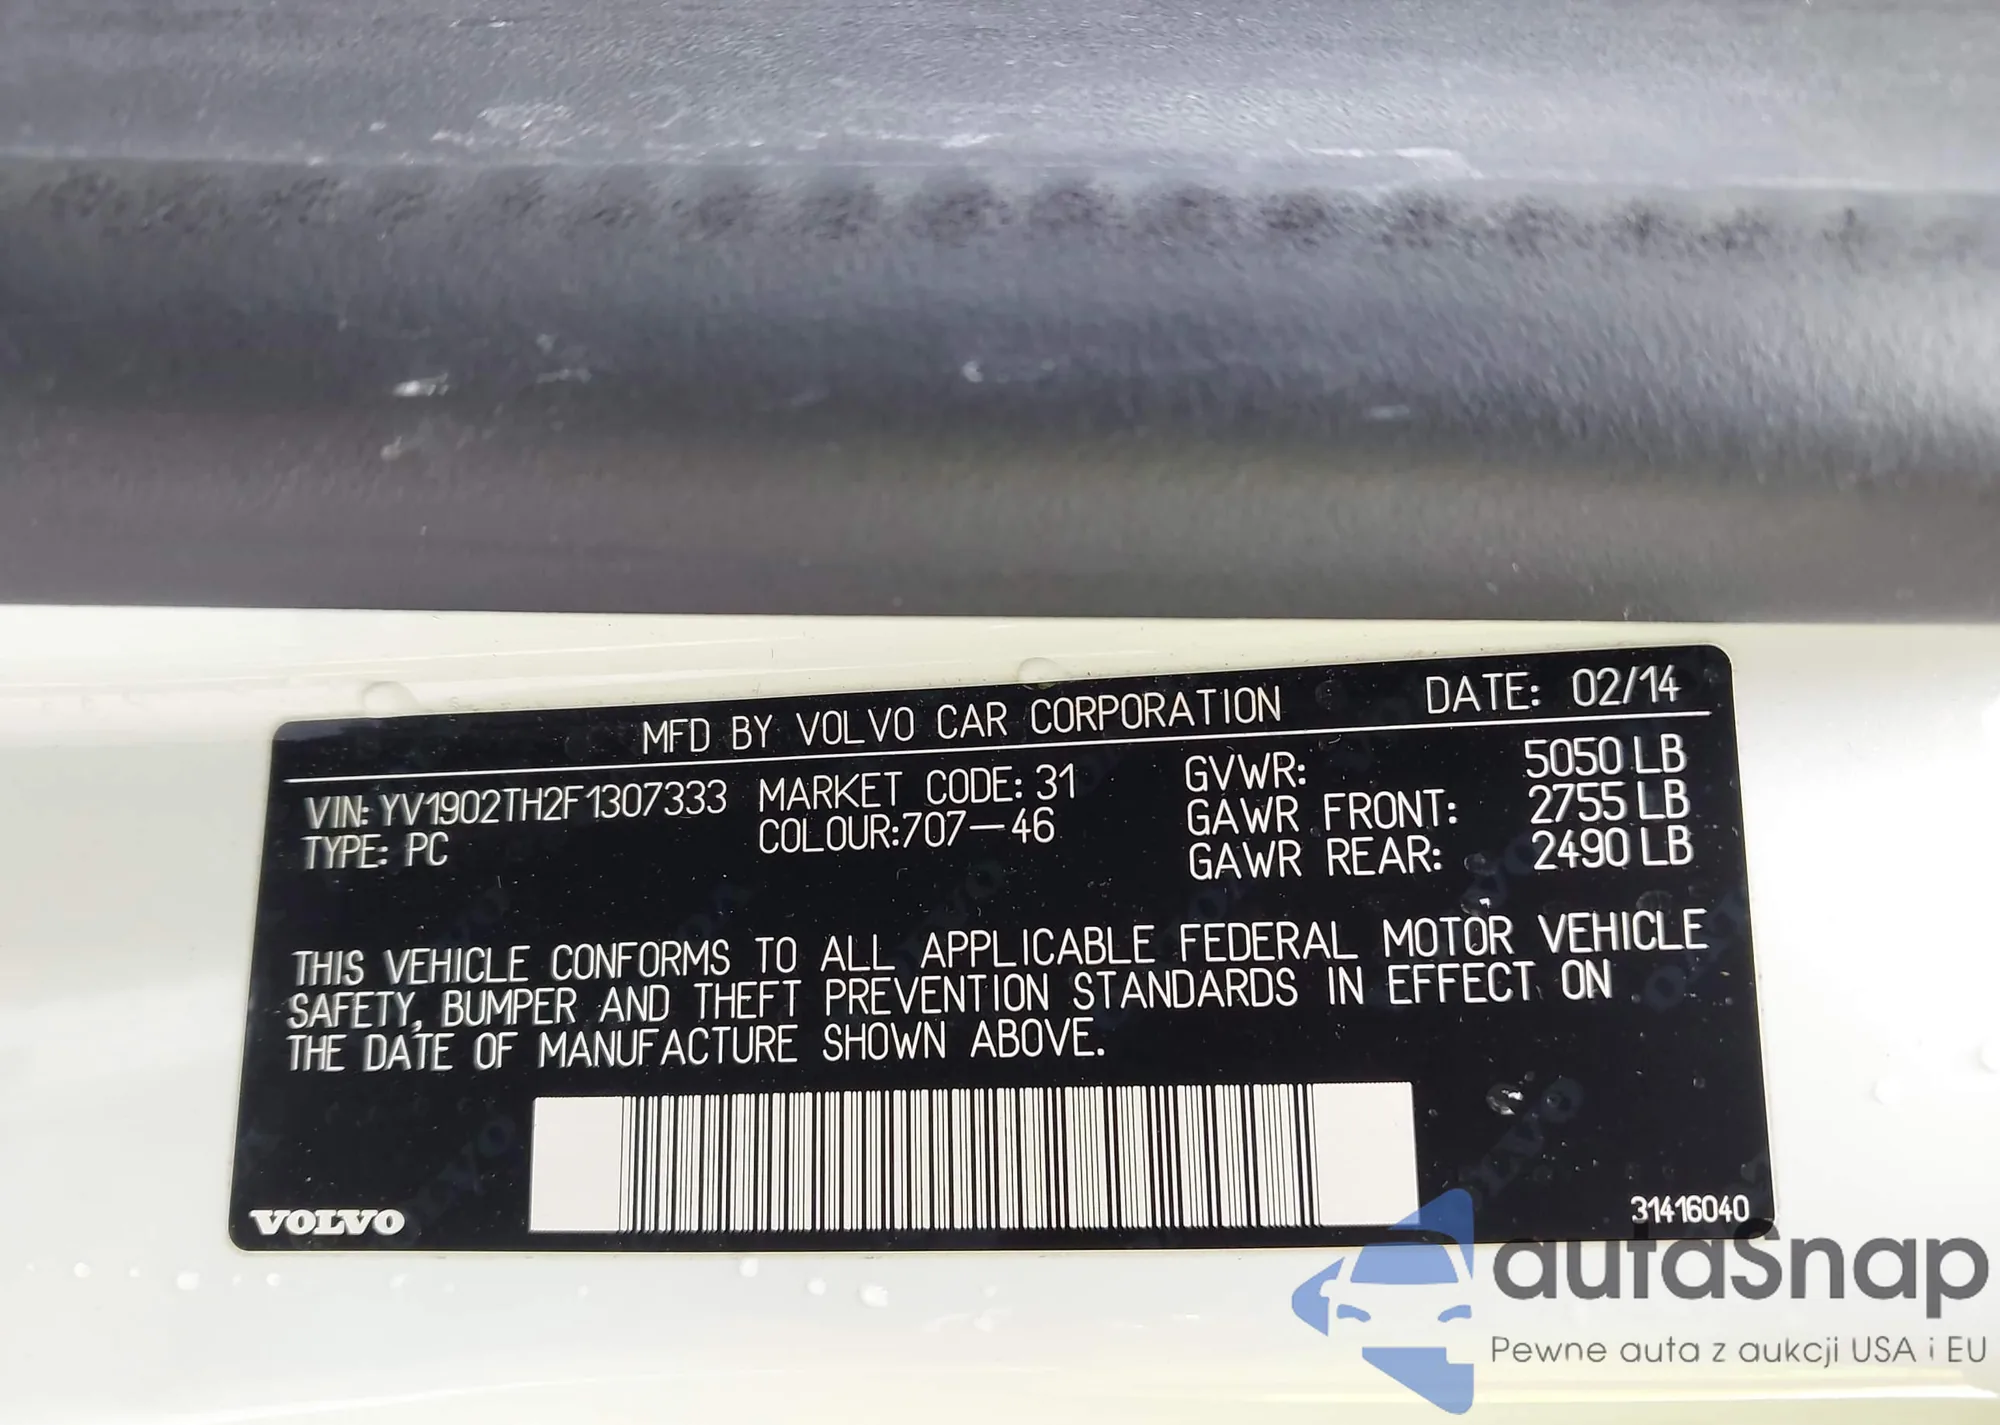 MFD BY VOLVO CAR CORPORATION DATE: 02/14
VIN: YV1902TH2F1307333 MARKET CODE: 31 GVWR: 5050 LB
TYPE: PC COLOUR:707-46 GAWR FRONT: 2755 LB
GAWR REAR: 2490 LB
THIS VEHICLE CONFORMS TO ALL APPLICABLE FEDERAL MOTOR VEHICLE
SAFETY, BUMPER AND THEFT PREVENTION STANDARDS IN EFFECT ON
THE DATE OF MANUFACTURE SHOWN ABOVE.
VOLVO
31416040
autaSnap
Pewne auta z aukcji USA i EU